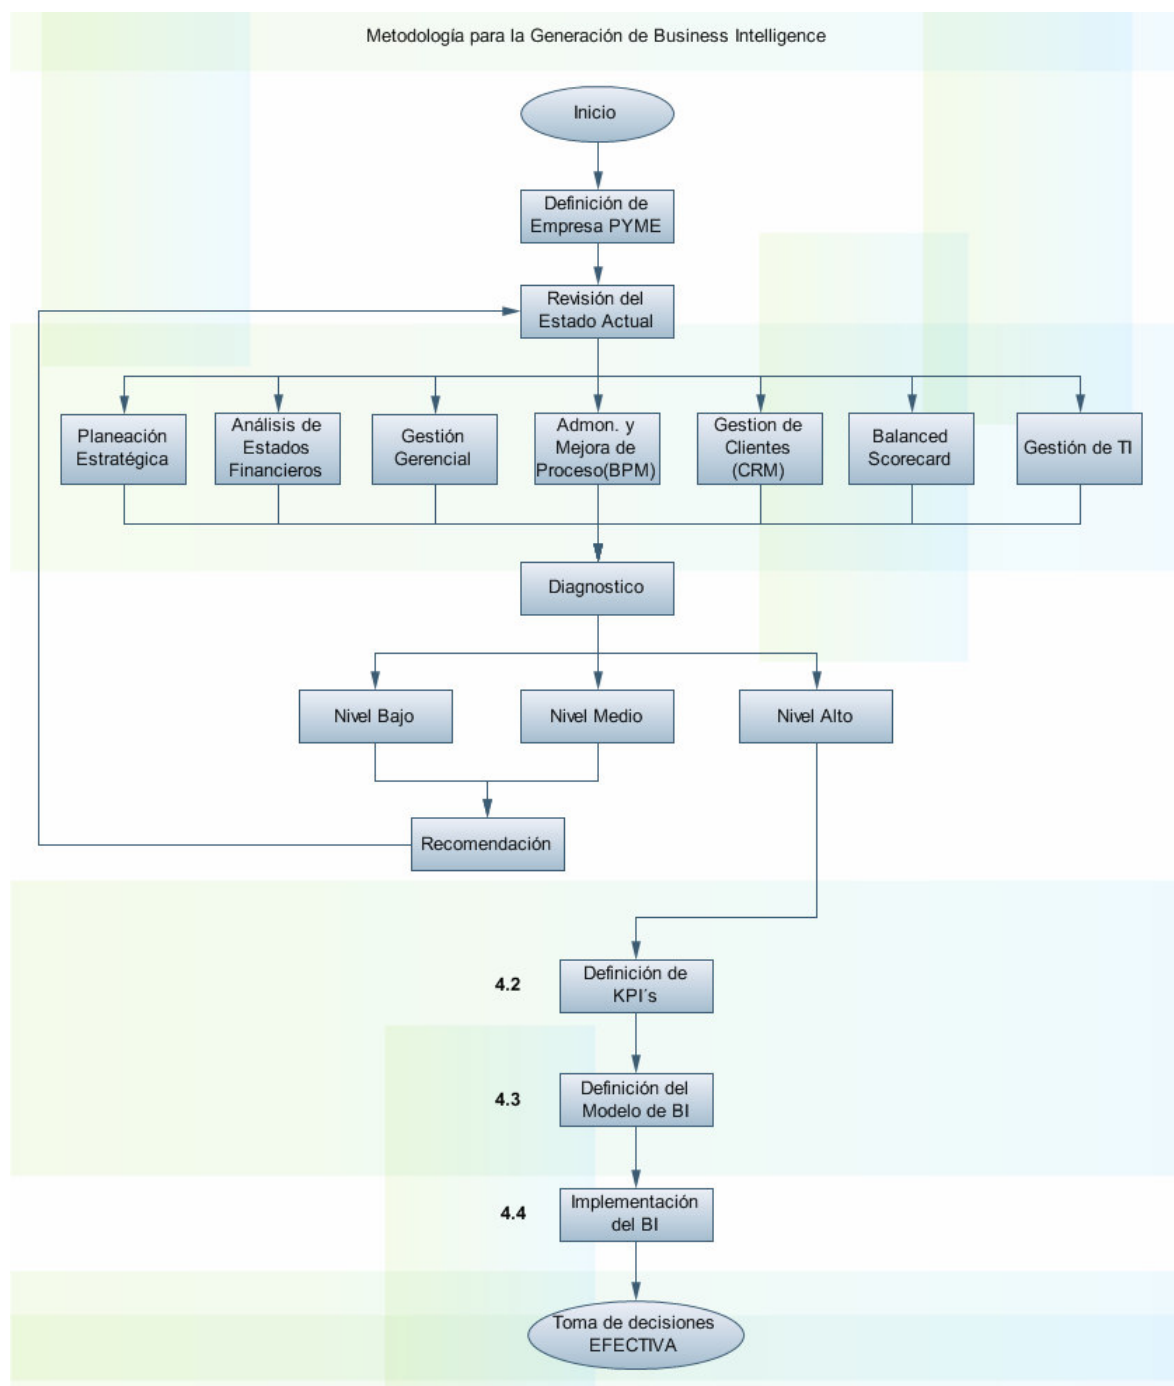 Metodología para la Generación de Business Intelligence
Inicio
Definición de
Empresa PYME
Revisión del
Estado Actual
Planeación
Estratégica
Análisis de
Estados
Financieros
Gestión
Gerencial
Admon. y
Mejora de
Proceso(BPM)
Gestion de
Clientes
(CRM)
Balanced
Scorecard
Gestión de TI
Diagnostico
Nivel Bajo
Nivel Medio
Nivel Alto
Recomendación
4.2
Definición de
KPI´s
4.3
Definición del
Modelo de BI
4.4
Implementación
del BI
Toma de decisiones
EFECTIVA